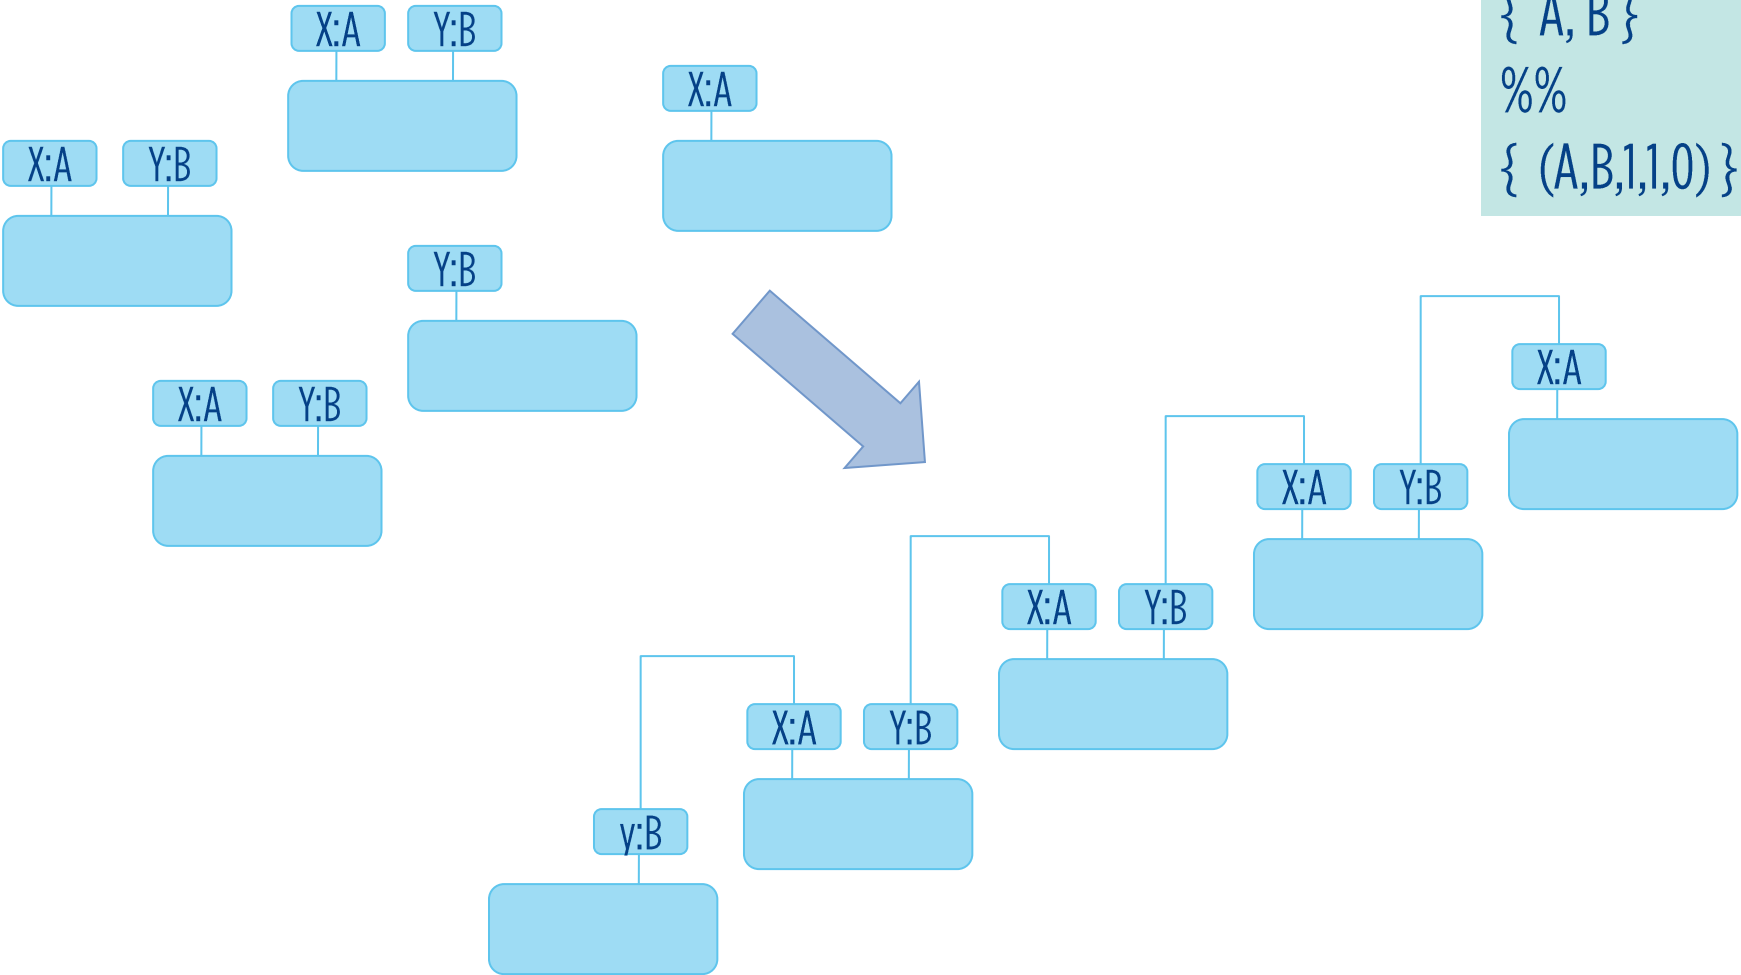 X:A Y:B
X:A
X:A Y:B
Y:B
X:A Y:B
{ A, B }
%%
{ (A,B,1,1,0) }
X:A
X:A Y:B
X:A Y:B
X:A Y:B
y:B